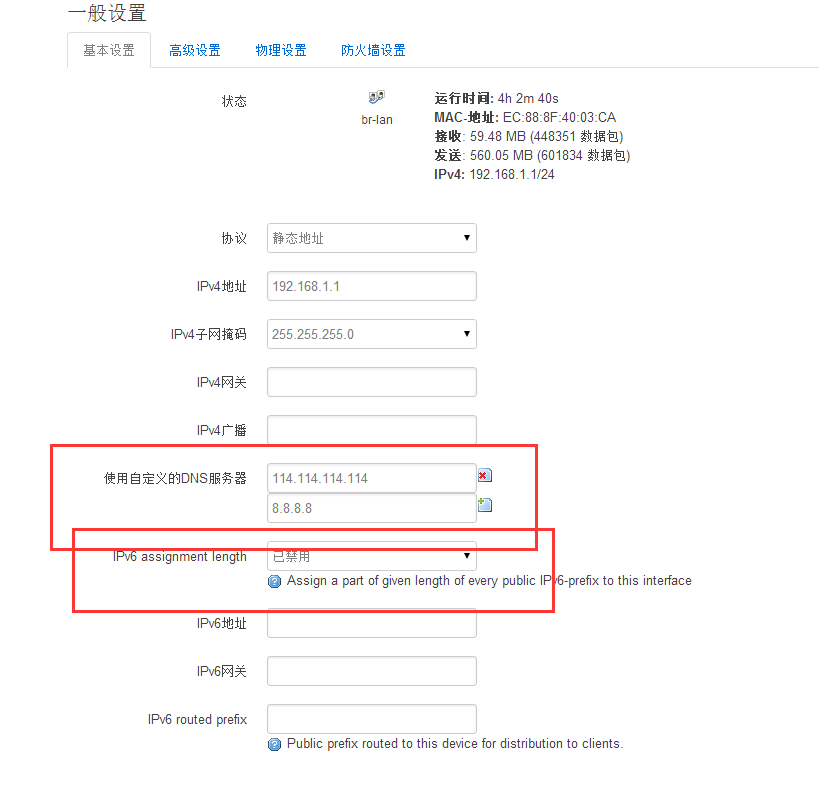 一般设置
基本设置 高级设置 物理设置 防火墙设置
状态
br-lan
运行时间: 4h 2m 40s
MAC-地址: EC:88:8F:40:03:CA
接收: 59.48 MB (448351 数据包)
发送: 560.05 MB (601834 数据包)
IPv4: 192.168.1.1/24
协议 静态地址
IPv4地址 192.168.1.1
IPv4子网掩码 255.255.255.0
IPv4网关
IPv4广播
使用自定义的DNS服务器 114.114.114.114
8.8.8.8
IPv6 assignment length 已禁用
Assign a part of given length of every public IPv6-prefix to this interface
IPv6地址
IPv6网关
IPv6 routed prefix
Public prefix routed to this device for distribution to clients.